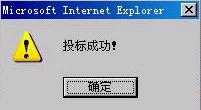 Microsoft Internet Explorer
投标成功!
确定